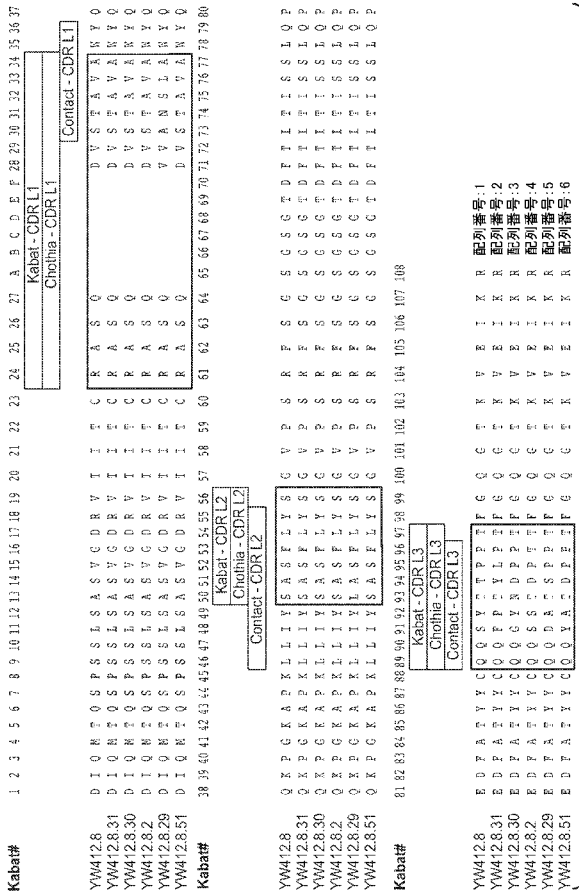 Kabat# 1 2 3 4 5 6 7 8 9 10 11 12 13 14 15 16 17 18 19 20 21 22 23 24 25 26 27 A B C D E F 28 29 30 31 32 33 34 35 36 37
Kabat - CDR L1
Chothia - CDR L1
Contact - CDR L1
YW412.8 D I Q M T Q S P S S L S A S V G D R V T I T C R A S Q D V S T A V A W Y Q
YW412.8.31 D I Q M T Q S P S S L S A S V G D R V T I T C R A S Q D V S T A V A W Y Q
YW412.8.30 D I Q M T Q S P S S L S A S V G D R V T I T C R A S Q D V S T A V A W Y Q
YW412.8.2 D I Q M T Q S P S S L S A S V G D R V T I T C R A S Q D V S T A V A W Y Q
YW412.8.29 D I Q M T Q S P S S L S A S V G D R V T I T C R A S Q V V A N S L A W Y Q
YW412.8.51 D I Q M T Q S P S S L S A S V G D R V T I T C R A S Q D V S T A V A W Y Q
Kabat# 38 39 40 41 42 43 44 45 46 47 48 49 50 51 52 53 54 55 56 57 58 59 60 61 62 63 64 65 66 67 68 69 70 71 72 73 74 75 76 77 78 79 80
Kabat - CDR L2
Chothia - CDR L2
Contact - CDR L2
YW412.8 Q K P G K A P K L L I Y S A S F L Y S G V P S R F S G S G S G T D F T L T I S S L Q P
YW412.8.31 Q K P G K A P K L L I Y S A S F L Y S G V P S R F S G S G S G T D F T L T I S S L Q P
YW412.8.30 Q K P G K A P K L L I Y S A S F L Y S G V P S R F S G S G S G T D F T L T I S S L Q P
YW412.8.2 Q K P G K A P K L L I Y S A S F L Y S G V P S R F S G S G S G T D F T K T I S S L Q P
YW412.8.29 Q K P G K A P K L L I Y L A S F L Y S G V P S R F S G S G S G T D F T L T I S S L Q P
YW412.8.51 Q K P G K A P K L L I Y S A S F L Y S G V P S R F S G S G S G T D F T L T I S S L Q P
Kabat# 81 82 83 84 85 86 87 88 89 90 91 92 93 94 95 96 97 98 99 100 101 102 103 104 105 106 107 108
Kabat - CDR L3
Chothia - CDR L3
Contact - CDR L3
YW412.8 E D F A T Y Y C Q Q S Y T T P P T F G Q G T K V E I K R 配列番号:1
YW412.8.31 E D F A T Y Y C Q Q F P T Y L P T F G Q G T K V E I K R 配列番号:2
YW412.8.30 E D F A T Y Y C Q Q G Y N D P P T F G Q G T K V E I K R 配列番号:3
YW412.8.2 E D F A T Y Y C Q Q S S T D P T T F G Q G T K V E I K R 配列番号:4
YW412.8.29 E D F A T Y Y C Q Q D A T S P P T F G Q G T K V E I K R 配列番号:5
YW412.8.51 E D F A T Y Y C Q Q Y A T D P P T F G Q G T K V E I K R 配列番号:6